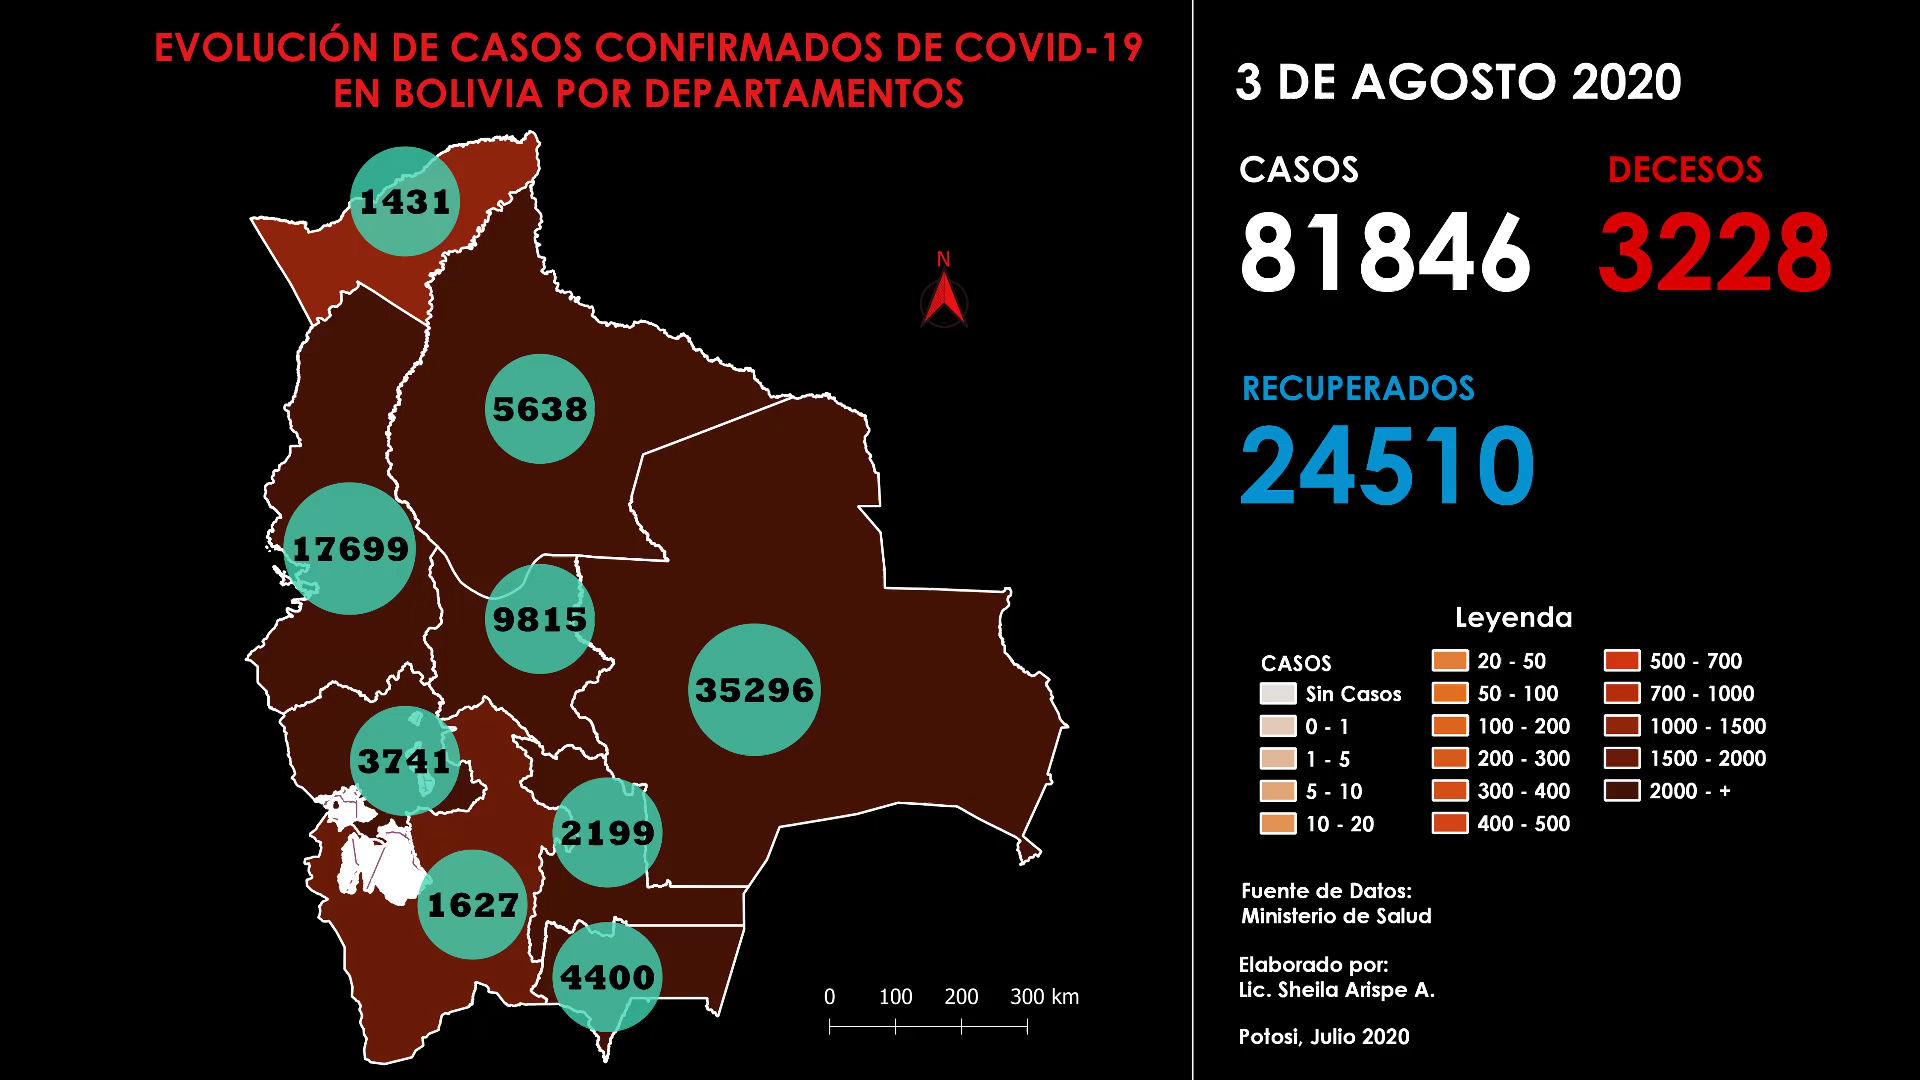 EVOLUCIÓN DE CASOS CONFIRMADOS DE COVID-19
EN BOLIVIA POR DEPARTAMENTOS
1431
N
5638
17699
9815
35296
3741
2199
1627
4400
0 100 200 300 km
3 DE AGOSTO 2020
CASOS DECESOS
81846 3228
RECUPERADOS
24510
Leyenda
CASOS
Sin Casos
0 - 1
1 - 5
5 - 10
10 - 20
20 - 50
50 - 100
100 - 200
200 - 300
300 - 400
400 - 500
500 - 700
700 - 1000
1000 - 1500
1500 - 2000
2000 - +
Fuente de Datos:
Ministerio de Salud
Elaborado por:
Lic. Sheila Arispe A.
Potosi, Julio 2020